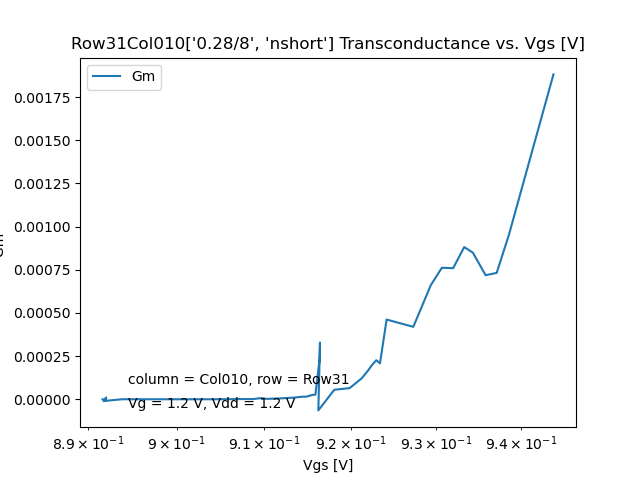 Row31Col010['0.28/8', 'nshort'] Transconductance vs. Vgs [V]
Gm
0.00175
0.00150
0.00125
0.00100
0.00075
0.00050
0.00025
0.00000
Gm
column = Col010, row = Row31
Vg = 1.2 V, Vdd = 1.2 V
8.9 × 10⁻¹ 9 × 10⁻¹ 9.1 × 10⁻¹ 9.2 × 10⁻¹ 9.3 × 10⁻¹ 9.4 × 10⁻¹
Vgs [V]